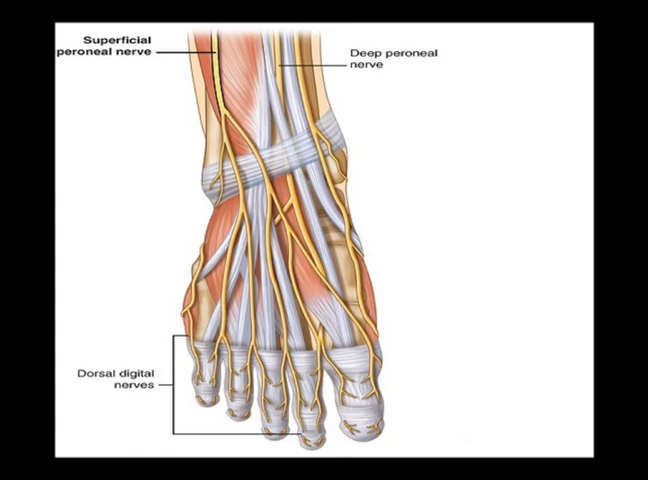 Superficial
peroneal nerve
Deep peroneal
nerve
Dorsal digital
nerves